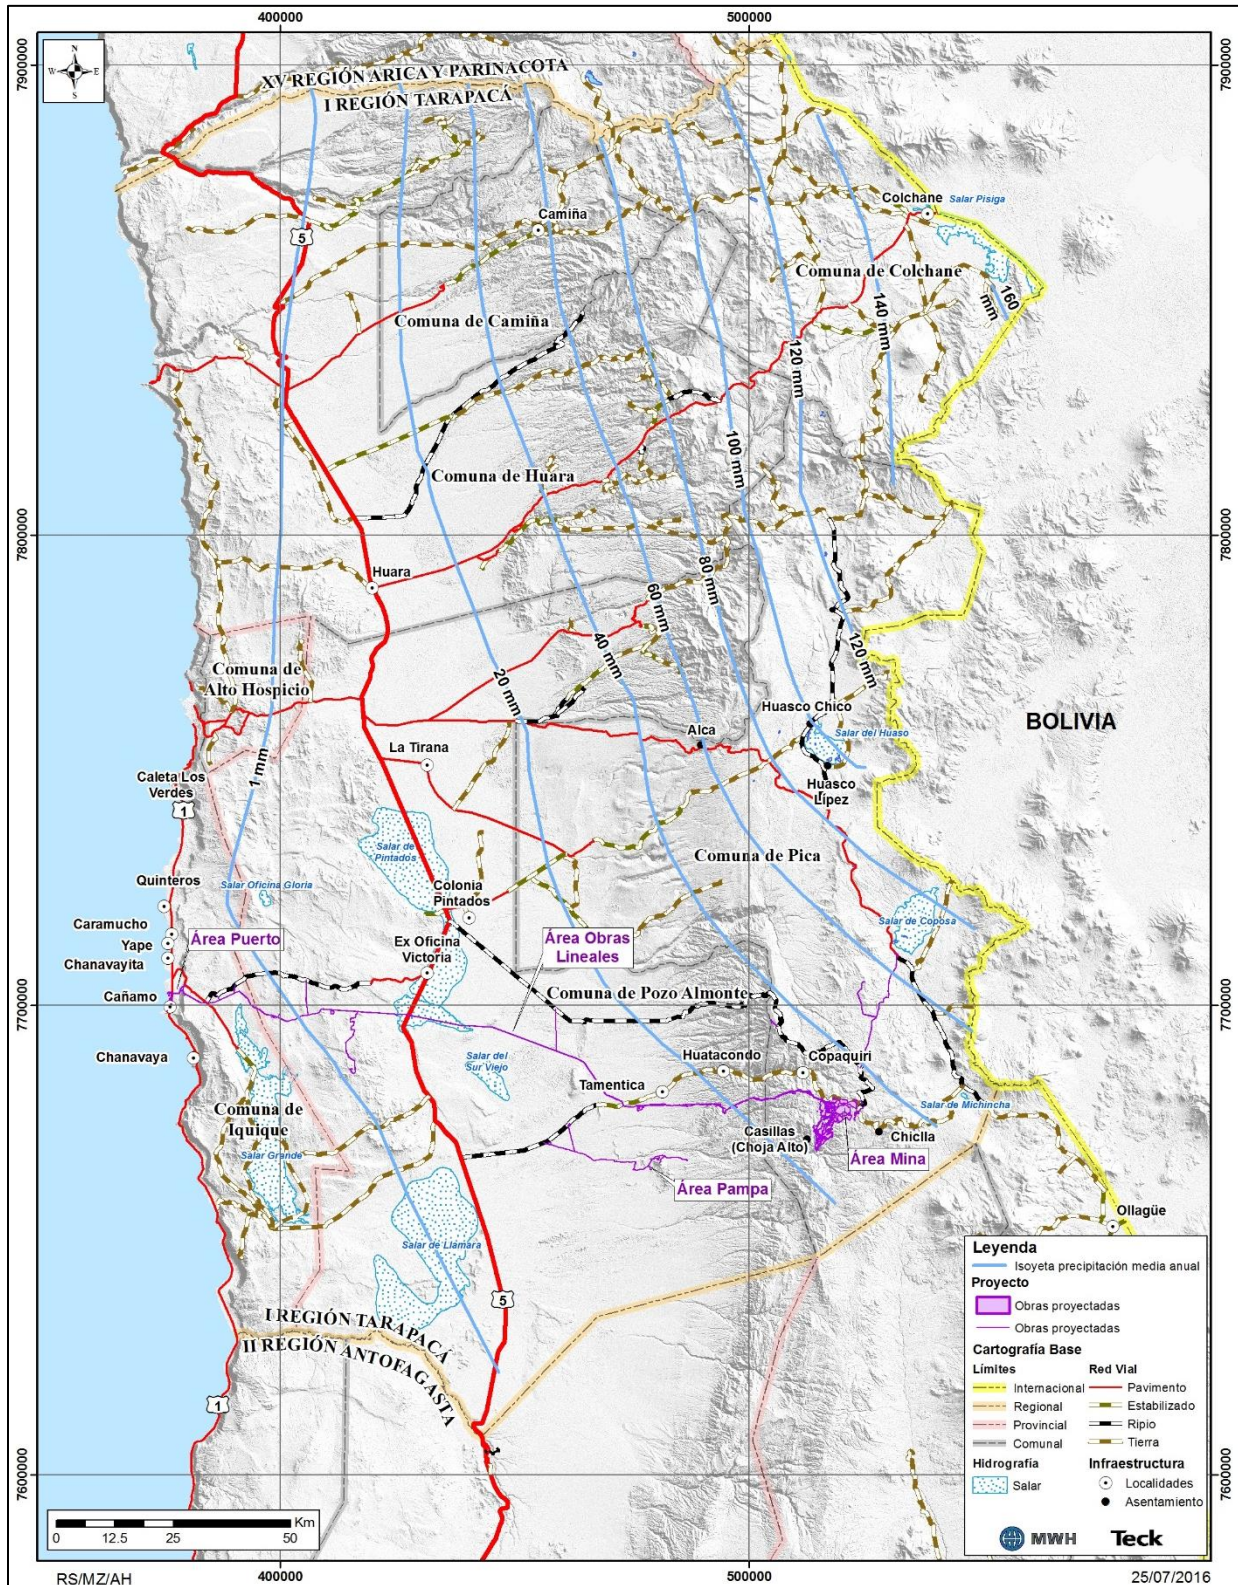 400000
500000
7900000
7900000
N
W
E
S
XV REGIÓN ARICA Y PARINACOTA
I REGIÓN TARAPACÁ
Colchane
Salar Pisiga
Camiña
5
Comuna de Colchane
160
mm
140 mm
Comuna de Camiña
120 mm
100 mm
Comuna de Huara
7800000
7800000
80 mm
Huara
60 mm
40 mm
120 mm
Comuna de
Alto Hospicio
20 mm
Huasco Chico
BOLIVIA
Alca
Salar del Huaso
La Tirana
1 mm
Caleta Los
Verdes
Huasco
Lípez
1
Salar de
Pintados
Comuna de Pica
Quinteros
Salar Oficina Gloria
Colonia
Pintados
Salar de Coposa
Caramucho
Área Puerto
Yape
Ex Oficina
Victoria
Área Obras
Lineales
Chanavayita
Cañamo
Comuna de Pozo Almonte
7700000
7700000
Chanavaya
Salar del
Sur Viejo
Huatacondo
Copaquiri
Tamentica
Salar de Michincha
Comuna de
Iquique
Casillas
(Choja Alto)
Chiclla
Salar Grande
Área Mina
Área Pampa
Ollagüe
Salar de Llamara
5
I REGIÓN TARAPACÁ
II REGIÓN ANTOFAGASTA
1
7600000
7600000
Leyenda
Isoyeta precipitación media anual
Proyecto
Obras proyectadas
Obras proyectadas
Cartografía Base
Límites
Red Vial
Internacional
Pavimento
Regional
Estabilizado
Provincial
Ripio
Comunal
Tierra
Hidrografía
Infraestructura
Salar
Localidades
Asentamiento
MWH
Teck
Km
0 12.5 25 50
400000
500000
RS/MZ/AH
25/07/2016